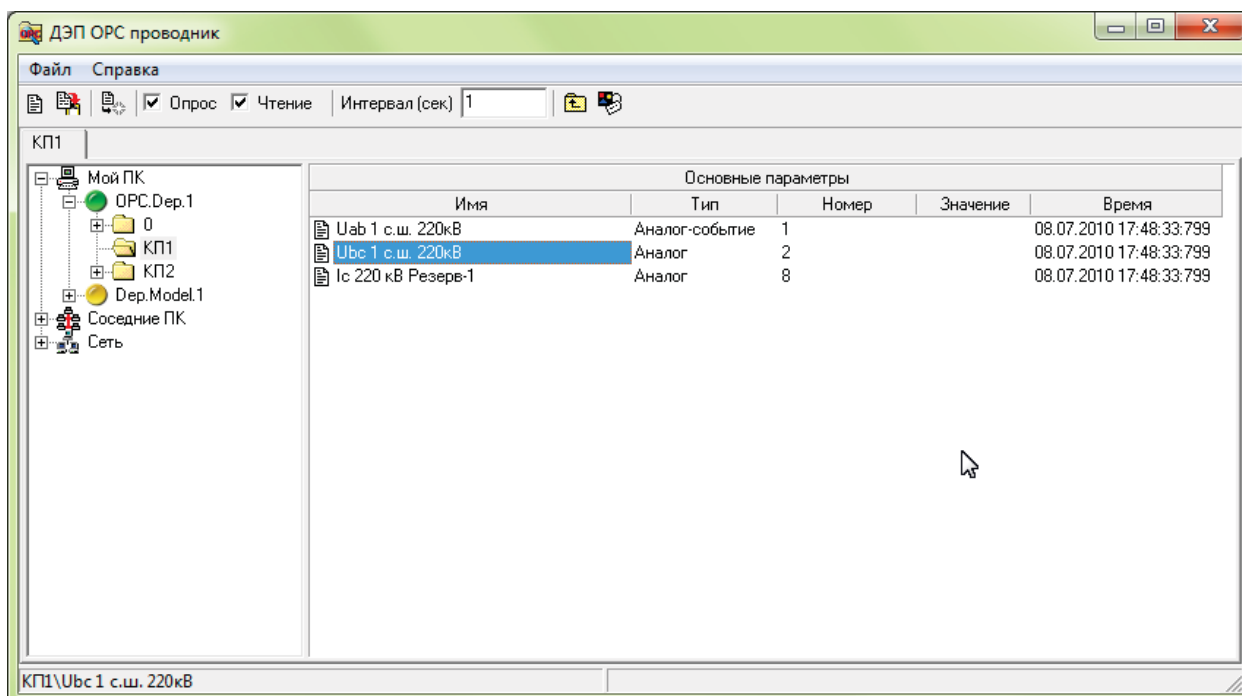 ДЭП OPC проводник
Файл Справка
Опрос Чтение Интервал (сек) 1
КП1
Мой ПК
OPC.Dep.1
0
КП1
КП2
Dep.Model.1
Соседние ПК
Сеть
Основные параметры
Имя Тип Номер Значение Время
Uab 1 с.ш. 220кВ Аналог-событие 1 08.07.2010 17:48:33:799
Ubc 1 с.ш. 220кВ Аналог 2 08.07.2010 17:48:33:799
Ic 220 кВ Резерв-1 Аналог 8 08.07.2010 17:48:33:799
КП1\Ubc 1 с.ш. 220кВ